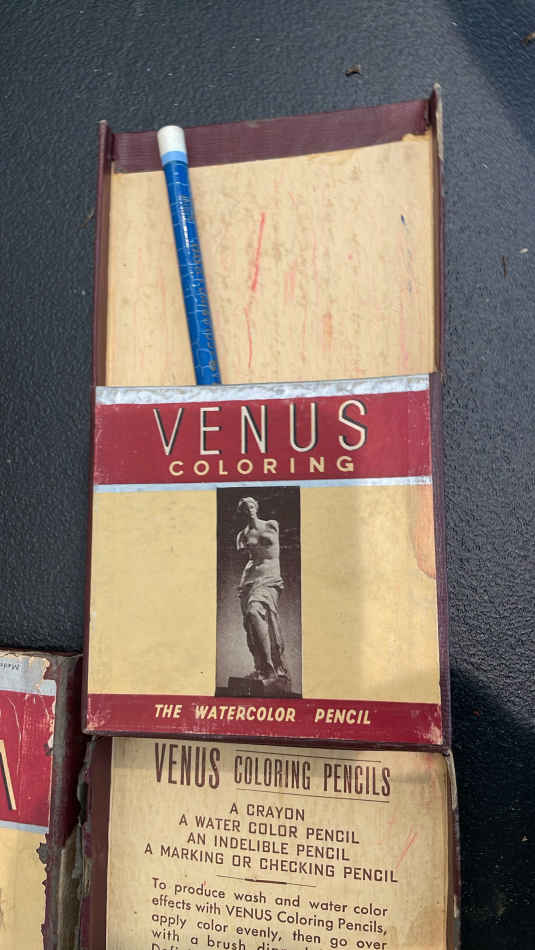 VENUS
COLORING
THE WATERCOLOR PENCIL
VENUS COLORING PENCILS
A CRAYON
A WATER COLOR PENCIL
AN INDELIBLE PENCIL
A MARKING OR CHECKING PENCIL
To produce wash and water color
effects with VENUS Coloring Pencils,
apply color evenly, then go over
with a brush